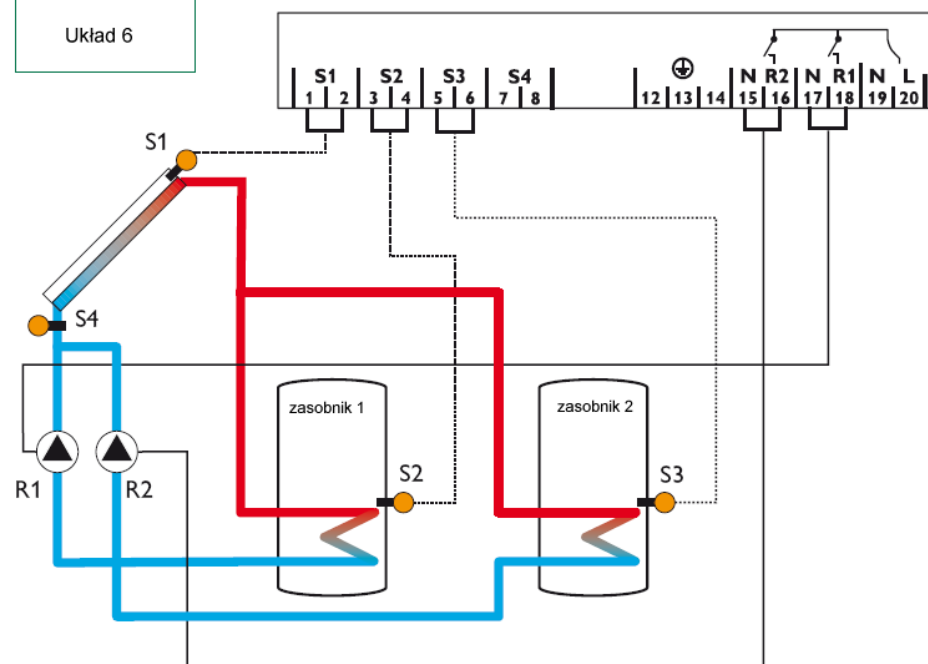 Układ 6
S1 S2 S3 S4 N R2 N R1 N L
1 2 3 4 5 6 7 8 12 13 14 15 16 17 18 19 20
S1
S4
zasobnik 1
zasobnik 2
R1
R2
S2
S3